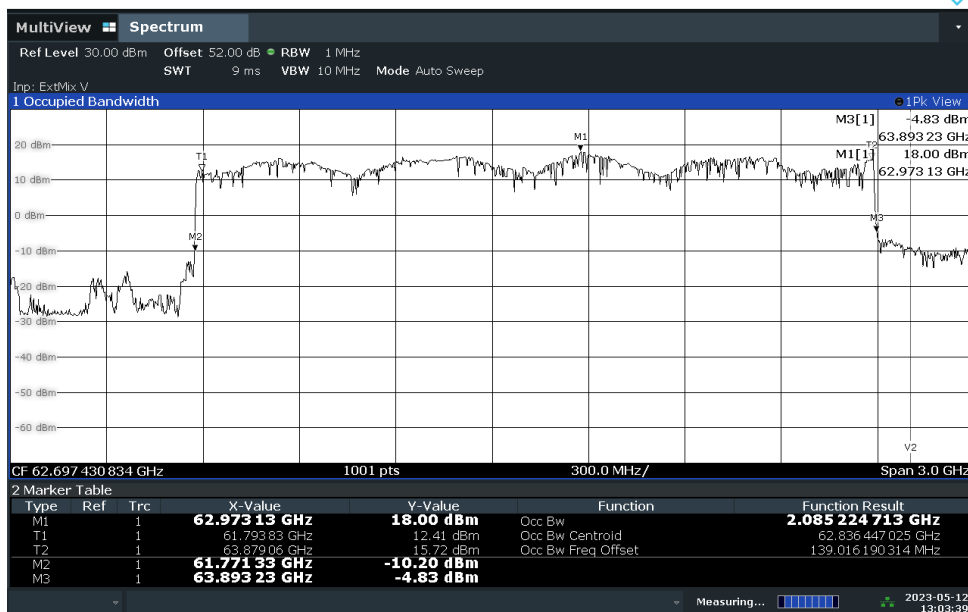 MultiView Spectrum
Ref Level 30.00 dBm Offset 52.00 dB RBW 1 MHz
SWT 9 ms VBW 10 MHz Mode Auto Sweep
Inp: ExtMix V
1 Occupied Bandwidth 1Pk View
M3[1] -4.83 dBm
63.893 23 GHz
M1[1] 18.00 dBm
62.973 13 GHz
20 dBm
10 dBm
0 dBm
-10 dBm
-20 dBm
-30 dBm
-40 dBm
-50 dBm
-60 dBm
T1
M1
T2
M2
M3
V2
CF 62.697 430 834 GHz 1001 pts 300.0 MHz/ Span 3.0 GHz
2 Marker Table
Type Ref Trc X-Value Y-Value Function Function Result
M1 1 62.973 13 GHz 18.00 dBm Occ Bw 2.085 224 713 GHz
T1 1 61.793 83 GHz 12.41 dBm Occ Bw Centroid 62.836 447 025 GHz
T2 1 63.879 06 GHz 15.72 dBm Occ Bw Freq Offset 139.016 190 314 MHz
M2 1 61.771 33 GHz -10.20 dBm
M3 1 63.893 23 GHz -4.83 dBm
Measuring... 2023-05-12
13:03:39